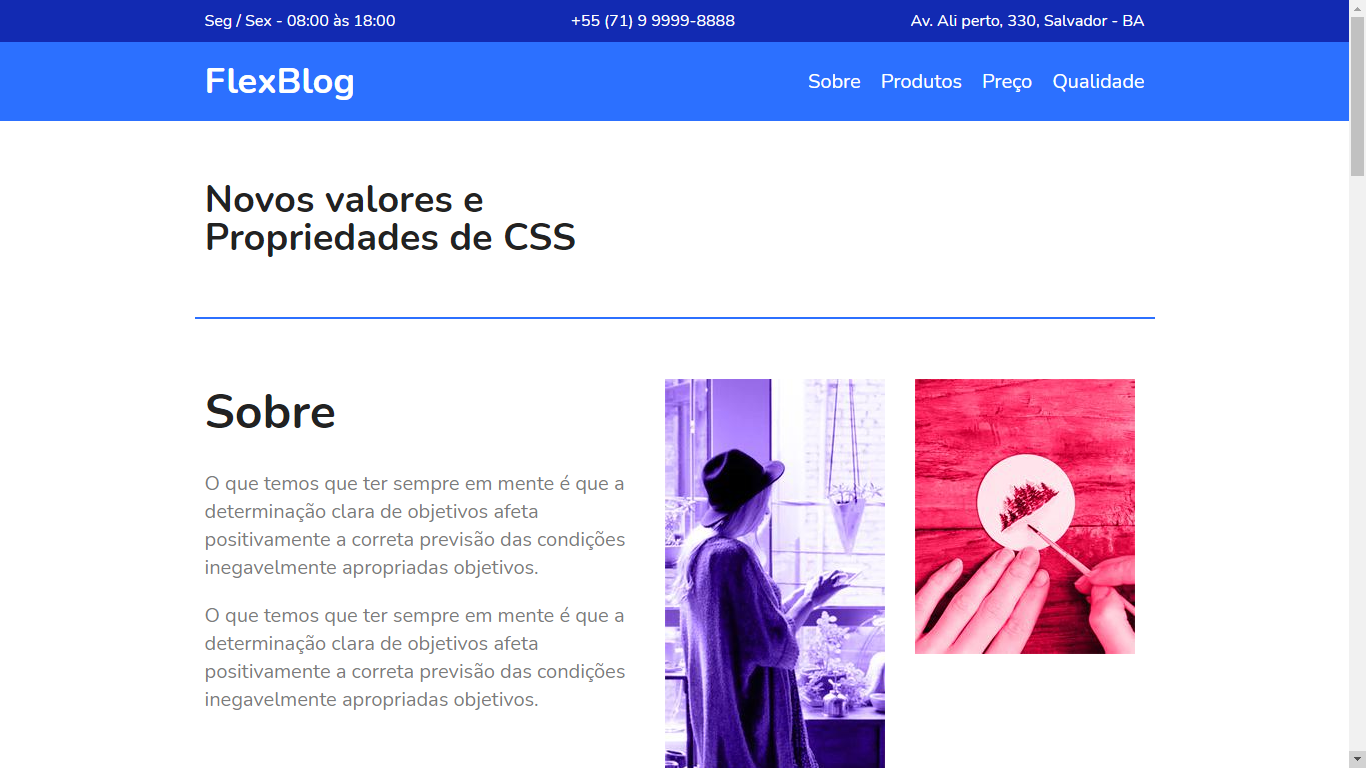 Seg / Sex - 08:00 às 18:00
+55 (71) 9 9999-8888
Av. Ali perto, 330, Salvador - BA
FlexBlog
Sobre
Produtos
Preço
Qualidade
Novos valores e
Propriedades de CSS
Sobre
O que temos que ter sempre em mente é que a
determinação clara de objetivos afeta
positivamente a correta previsão das condições
inegavelmente apropriadas objetivos.
O que temos que ter sempre em mente é que a
determinação clara de objetivos afeta
positivamente a correta previsão das condições
inegavelmente apropriadas objetivos.